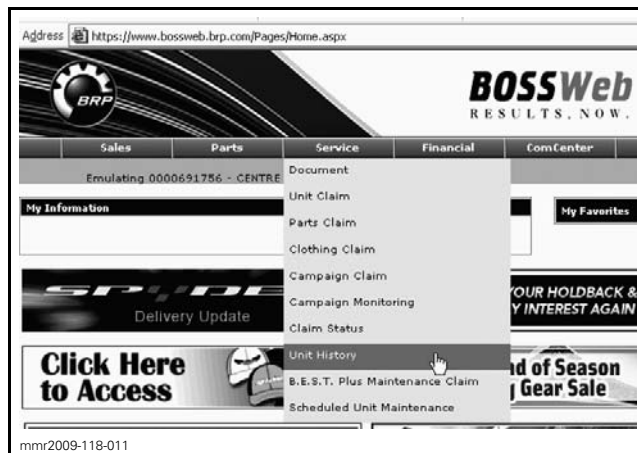 Address https://www.bossweb.brp.com/Pages/Home.aspx
BRP
BOSSWeb
RESULTS, NOW.
Sales Parts Service Financial ComCenter
Emulating 0000691756 - CENTRE
Document
Unit Claim
Parts Claim
Clothing Claim
Campaign Claim
Campaign Monitoring
Claim Status
Unit History
B.E.S.T. Plus Maintenance Claim
Scheduled Unit Maintenance
My Information
My Favorites
SPYDE
Delivery Update
YOUR HOLDBACK &
Y INTEREST AGAIN
Click Here
to Access
nd of Season
Gear Sale
mmr2009-118-011